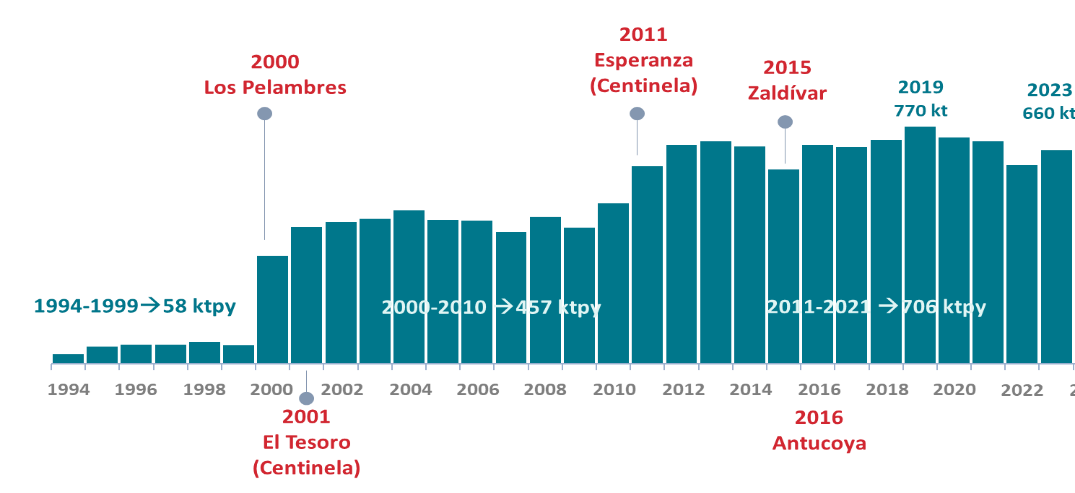 2000
Los Pelambres
2011
Esperanza
(Centinela)
2015
Zaldívar
2019
770 kt
2023
660 kt
1994-1999→58 ktpy
2000-2010 →457 ktpy
2011-2021 →706 ktpy
1994 1996 1998 2000 2002 2004 2006 2008 2010 2012 2014 2016 2018 2020 2022
2001
El Tesoro
(Centinela)
2016
Antucoya